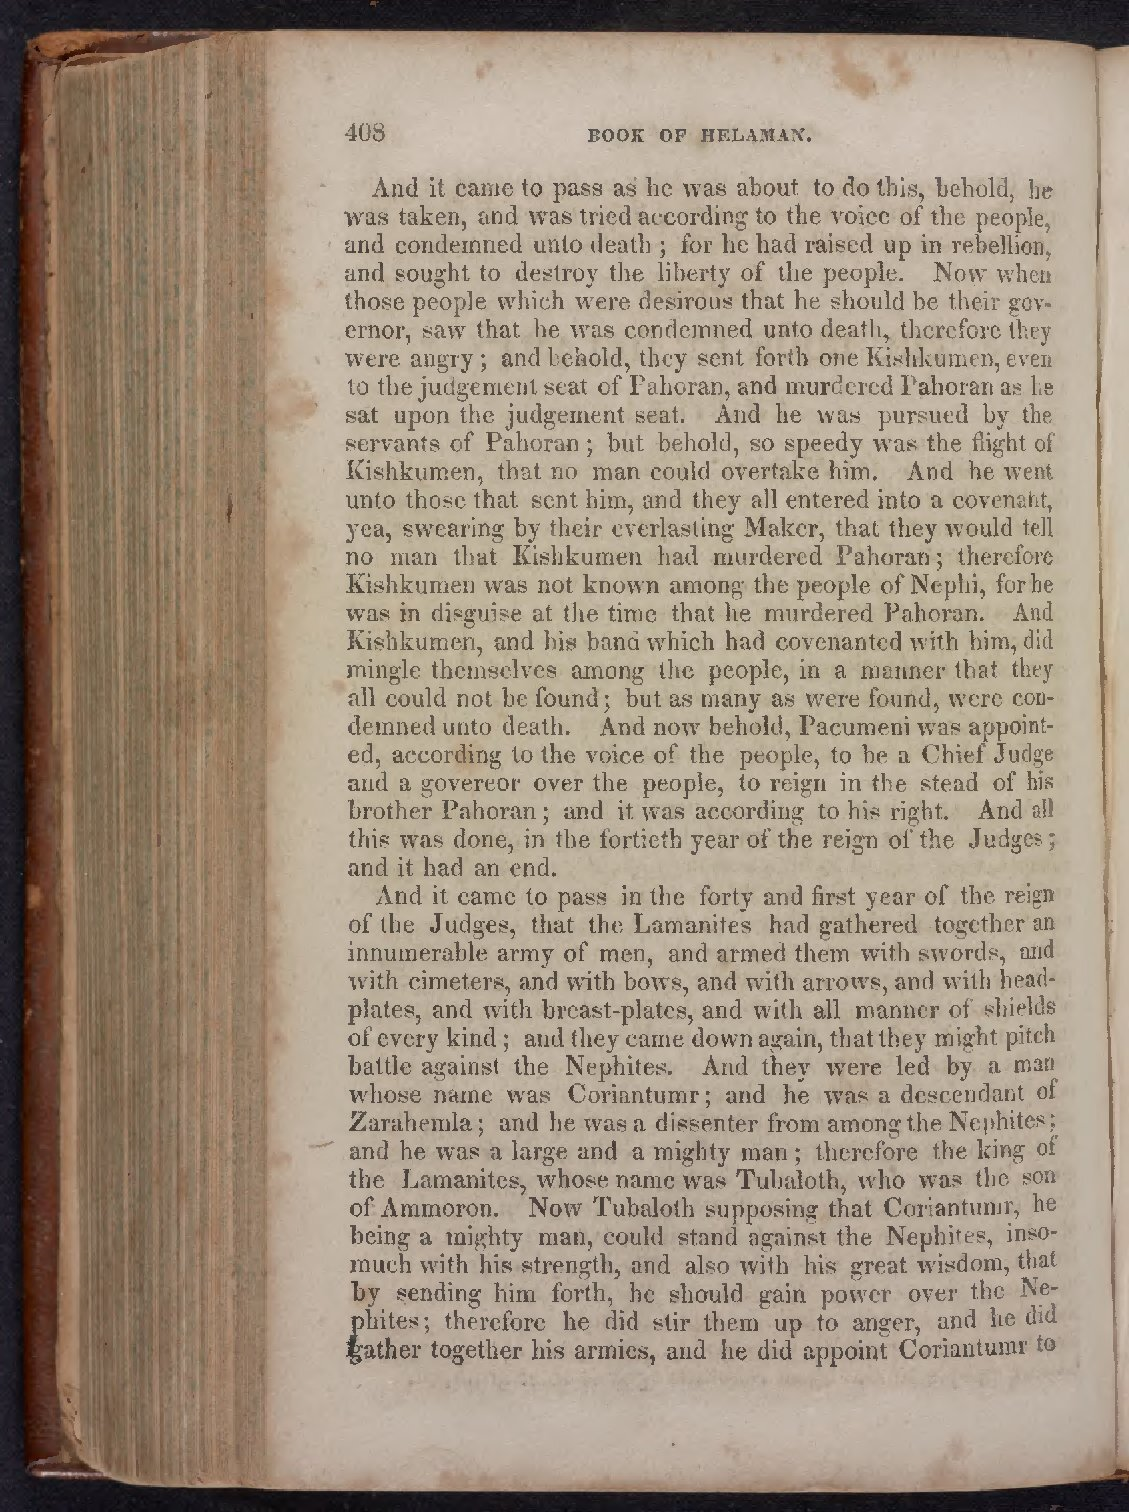 408 BOOK OF HELAMAN.
And it came to pass as he was about to do this, behold, he
was taken, and was tried according to the voice of the people,
and condemned unto death ; for he had raised up in rebellion,
and sought to destroy the liberty of the people. Now when
those people which were desirous that he should be their gov-
ernor, saw that he was condemned unto death, therefore they
were angry ; and behold, they sent forth one Kishkumen, even
to the judgement seat of Pahoran, and murdered Pahoran as he
sat upon the judgement seat. And he was pursued by the
servants of Pahoran ; but behold, so speedy was the flight of
Kishkumen, that no man could overtake him. And he went
unto those that sent him, and they all entered into a covenant,
yea, swearing by their everlasting Maker, that they would tell
no man that Kishkumen had murdered Pahoran ; therefore
Kishkumen was not known among the people of Nephi, for he
was in disguise at the time that he murdered Pahoran. And
Kishkumen, and his band which had covenanted with him, did
mingle themselves among the people, in a manner that they
all could not be found ; but as many as were found, were con-
demned unto death. And now behold, Pacumeni was appoint-
ed, according to the voice of the people, to be a Chief Judge
and a govereor over the people, to reign in the stead of his
brother Pahoran ; and it was according to his right. And all
this was done, in the fortieth year of the reign of the Judges ;
and it had an end.
And it came to pass in the forty and first year of the reign
of the Judges, that the Lamanites had gathered together an
innumerable army of men, and armed them with swords, and
with cimeters, and with bows, and with arrows, and with head-
plates, and with breast-plates, and with all manner of shields
of every kind ; and they came down again, that they might pitch
battle against the Nephites. And they were led by a man
whose name was Coriantumr ; and he was a descendant of
Zarahemla ; and he was a dissenter from among the Nephites ;
and he was a large and a mighty man ; therefore the king of
the Lamanites, whose name was Tubaloth, who was the son
of Ammoron. Now Tubaloth supposing that Coriantumr, he
being a mighty man, could stand against the Nephites, inso-
much with his strength, and also with his great wisdom, that
by sending him forth, he should gain power over the Ne-
phites ; therefore he did stir them up to anger, and he did
gather together his armies, and he did appoint Coriantumr to